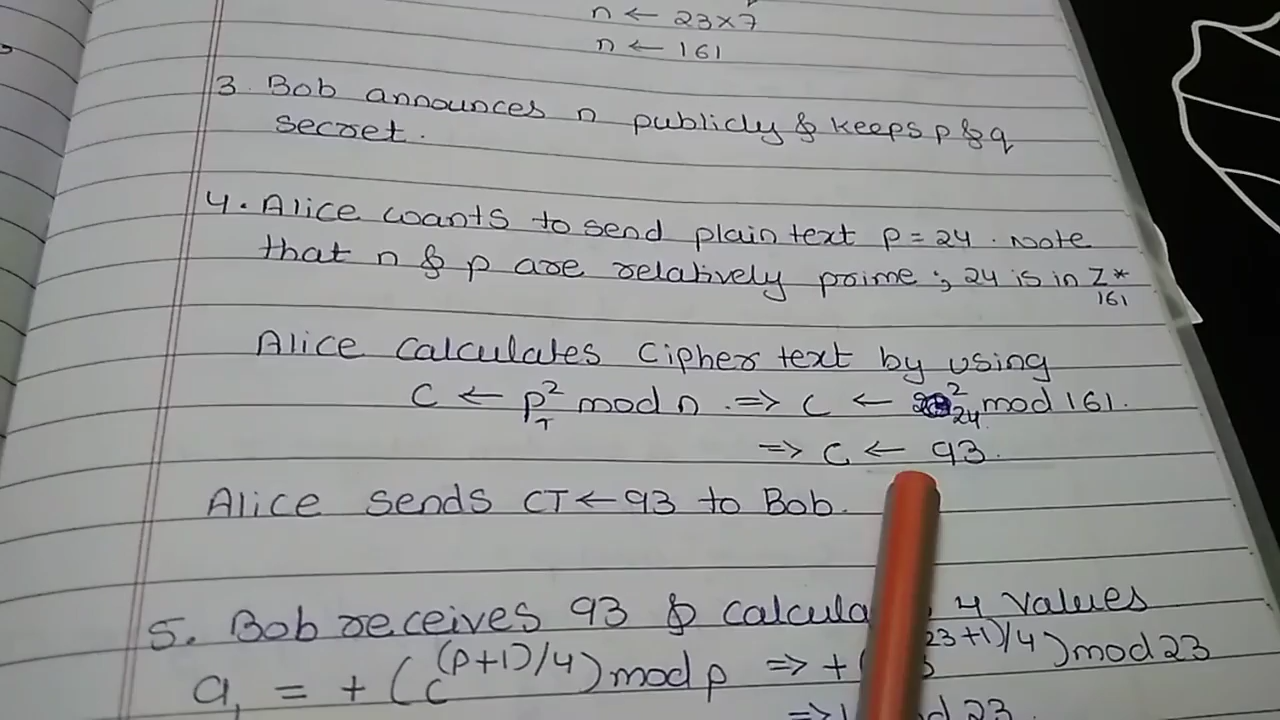 n ← 23×7
n ← 161
3. Bob announces n publicly & keeps p & q
secret.
4. Alice wants to send plain text p = 24. Note
that n & p are relatively prime ; 24 is in Z*
161
Alice calculates cipher text by using
C ← P²T mod n. => C ← 24² mod 161.
=> C ← 93.
Alice sends CT ← 93 to Bob.
5. Bob receives 93 & 4 values
a₁ = + (c^(p+1)/4) mod p => + 23+1)/4) mod 23
=> 23